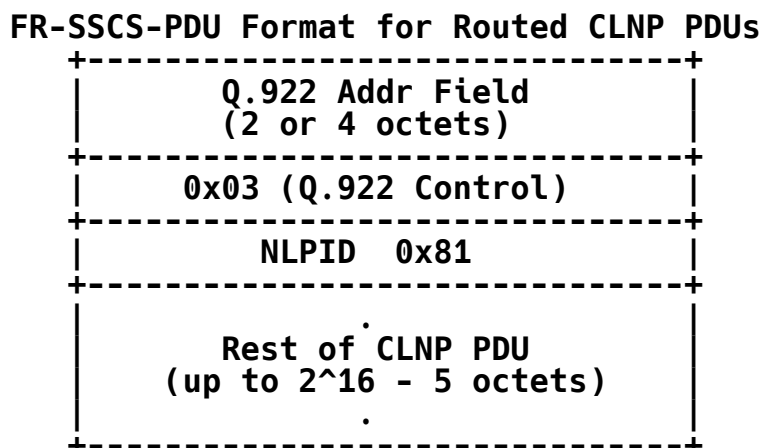 FR-SSCS-PDU Format for Routed CLNP PDUs
+-------------------------------+
| Q.922 Addr Field |
| (2 or 4 octets) |
+-------------------------------+
| 0x03 (Q.922 Control) |
+-------------------------------+
| NLPID 0x81 |
+-------------------------------+
| . |
| Rest of CLNP PDU |
| (up to 2^16 - 5 octets) |
| . |
+-------------------------------+